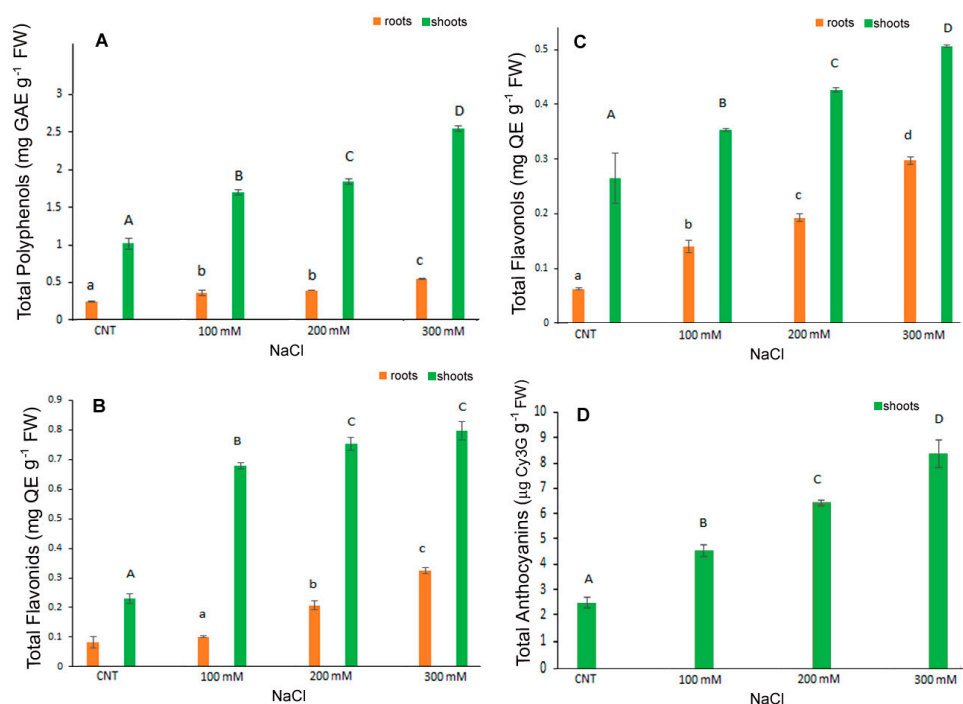 roots shoots
A
Total Polyphenols (mg GAE g-1 FW)
3
2.5
2
1.5
1
0.5
0
a A b B b C c D
CNT 100 mM 200 mM 300 mM
NaCl
roots shoots
C
Total Flavonols (mg QE g-1 FW)
0.5
0.4
0.3
0.2
0.1
0
a A b B c C d D
CNT 100 mM 200 mM 300 mM
NaCl
roots shoots
B
Total Flavonids (mg QE g-1 FW)
0.9
0.8
0.7
0.6
0.5
0.4
0.3
0.2
0.1
0
A a B b C c C
CNT 100 mM 200 mM 300 mM
NaCl
shoots
D
Total Anthocyanins (µg Cy3G g-1 FW)
10
9
8
7
6
5
4
3
2
1
0
A B C D
CNT 100 mM 200 mM 300 mM
NaCl